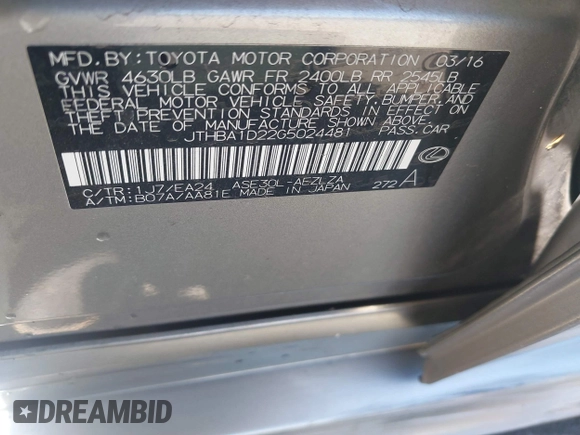 MFD.BY: TOYOTA MOTOR CORPORATION 03/16
GVWR 4630LB GAWR FR 2400LB RR 2545LB
THIS VEHICLE CONFORMS TO ALL APPLICABLE
FEDERAL MOTOR VEHICLE SAFETY, BUMPER, AND
THEFT PREVENTION STANDARDS IN EFFECT ON
THE DATE OF MANUFACTURE SHOWN ABOVE.
JTHBA1D22G5024481 PASS.CAR
C/TR: 1J7/EA24 ASE30L-AEZLZA
A/TM: B07A/AA81E MADE IN JAPAN 272 A
DREAMBID